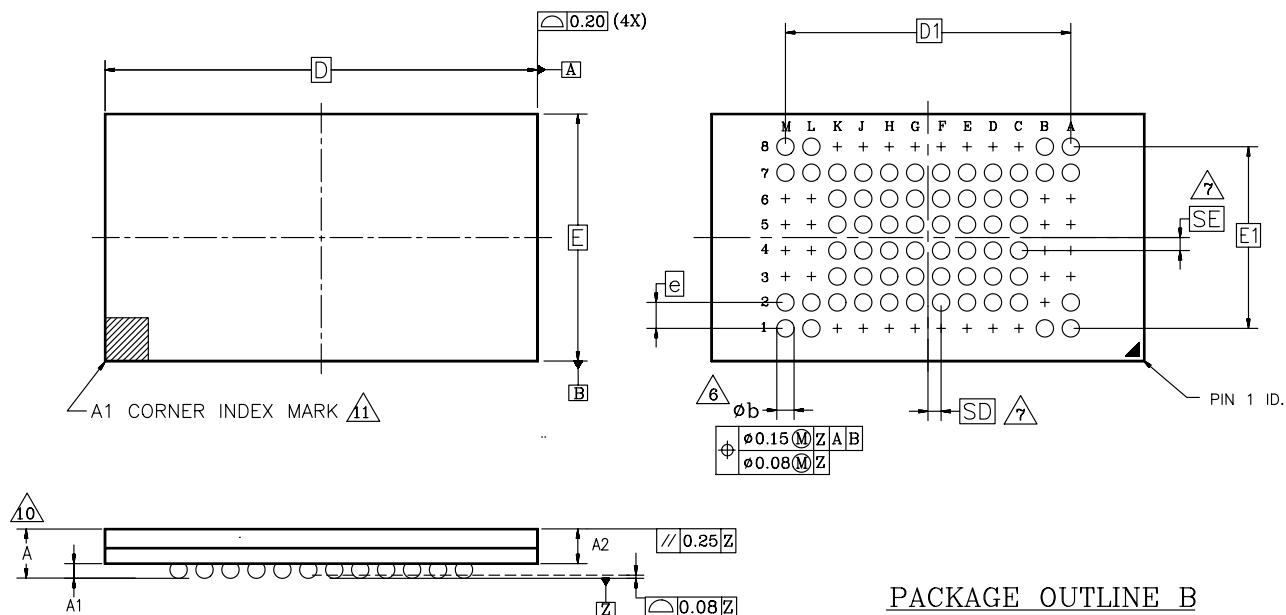 ⌓ 0.20 (4X)
D
A
E
B
A1 CORNER INDEX MARK 11
D1
M L K J H G F E D C B A
8
7
6
5
4
3
2
1
7
SE
E1
e
6
øb
SD 7
PIN 1 ID.
⌖ ø0.15 Ⓜ Z A B
ø0.08 Ⓜ Z
10
A
A1
A2
// 0.25 Z
Z
⌓ 0.08 Z
PACKAGE OUTLINE B